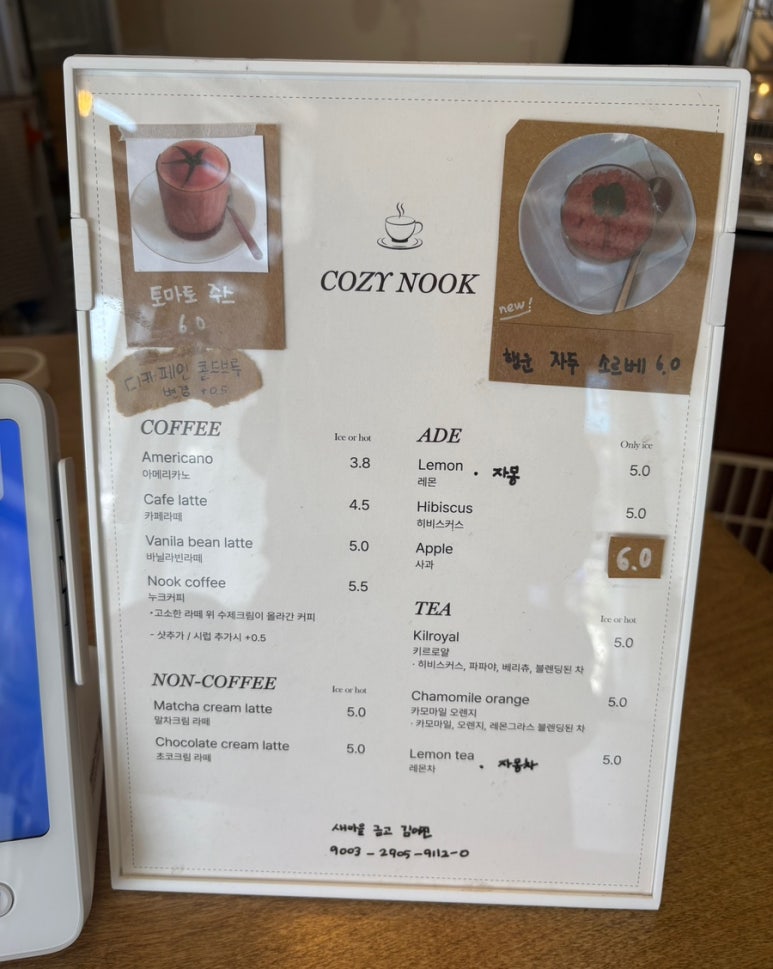 토마토 주스
6.0
디카페인 콜드브루
변경 +0.5
COZY NOOK
new!
행운 자두 소르베 6.0
COFFEE
Ice or hot
Americano 3.8
아메리카노
Cafe latte 4.5
카페라떼
Vanila bean latte 5.0
바닐라빈라떼
Nook coffee 5.5
누크커피
·고소한 라떼 위 수제크림이 올라간 커피
- 샷추가 / 시럽 추가시 +0.5
NON-COFFEE
Ice or hot
Matcha cream latte 5.0
말차크림 라떼
Chocolate cream latte 5.0
초코크림 라떼
ADE
Only ice
Lemon · 자몽 5.0
레몬
Hibiscus 5.0
히비스커스
Apple 6.0
사과
TEA
Ice or hot
Kilroyal 5.0
키르로얄
· 히비스커스, 파파야, 베리츄, 블렌딩된 차
Chamomile orange 5.0
카모마일 오렌지
· 카모마일, 오렌지, 레몬그라스 블렌딩된 차
Lemon tea . 자몽차 5.0
레몬차
새마을 금고
9003-2905-9112-0